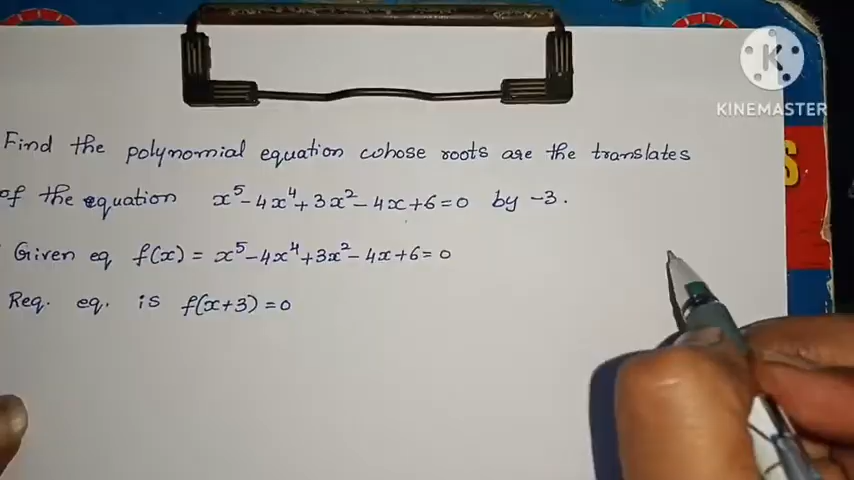 Find the polynomial equation whose roots are the translates
of the equation x⁵-4x⁴+3x²-4x+6=0 by -3.
Given eq f(x) = x⁵-4x⁴+3x²-4x+6=0
Req. eq. is f(x+3)=0
KINEMASTER